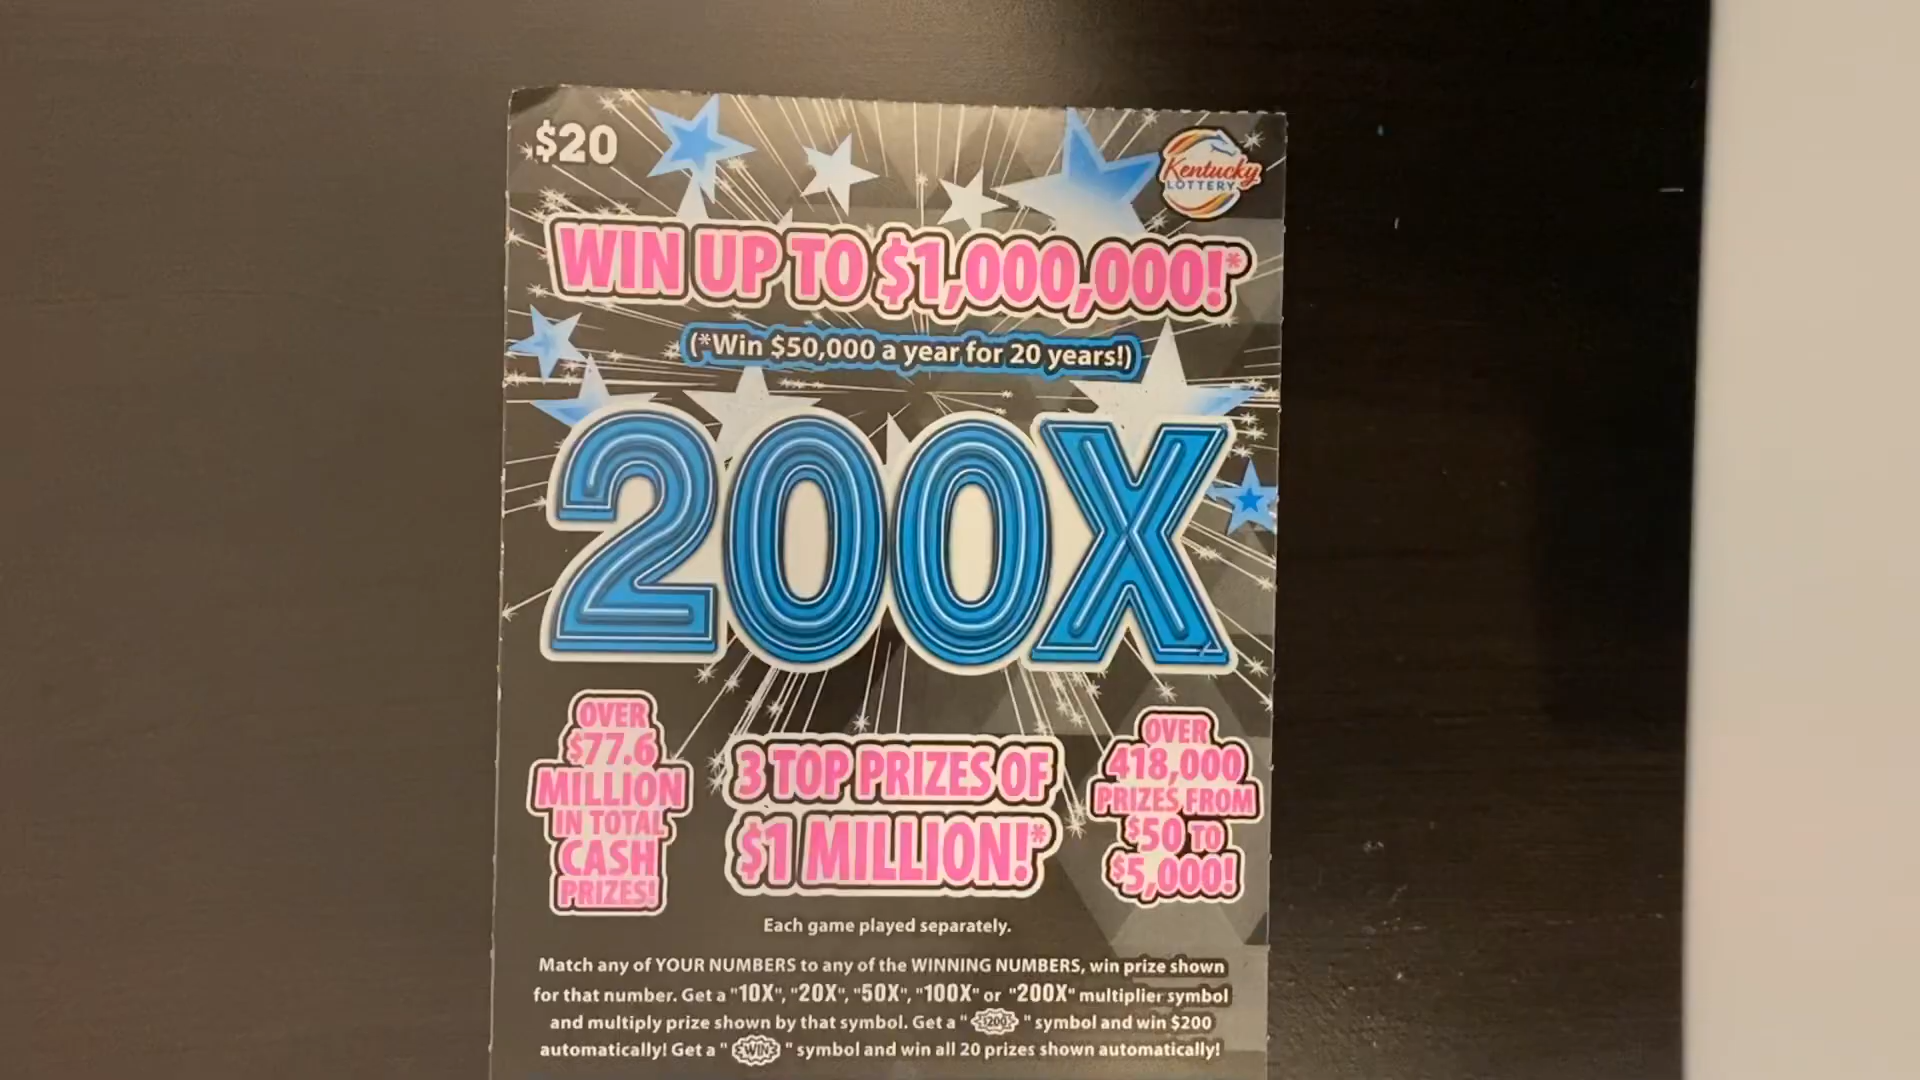 $20
Kentucky
LOTTERY
WIN UP TO $1,000,000!*
(*Win $50,000 a year for 20 years!)
200X
OVER
$77.6
MILLION
IN TOTAL
CASH
PRIZES!
3 TOP PRIZES OF
$1 MILLION!*
OVER
418,000
PRIZES FROM
$50 TO
$5,000!
Each game played separately.
Match any of YOUR NUMBERS to any of the WINNING NUMBERS, win prize shown
for that number. Get a "10X", "20X", "50X", "100X" or "200X" multiplier symbol
and multiply prize shown by that symbol. Get a " $200 " symbol and win $200
automatically! Get a " WIN " symbol and win all 20 prizes shown automatically!